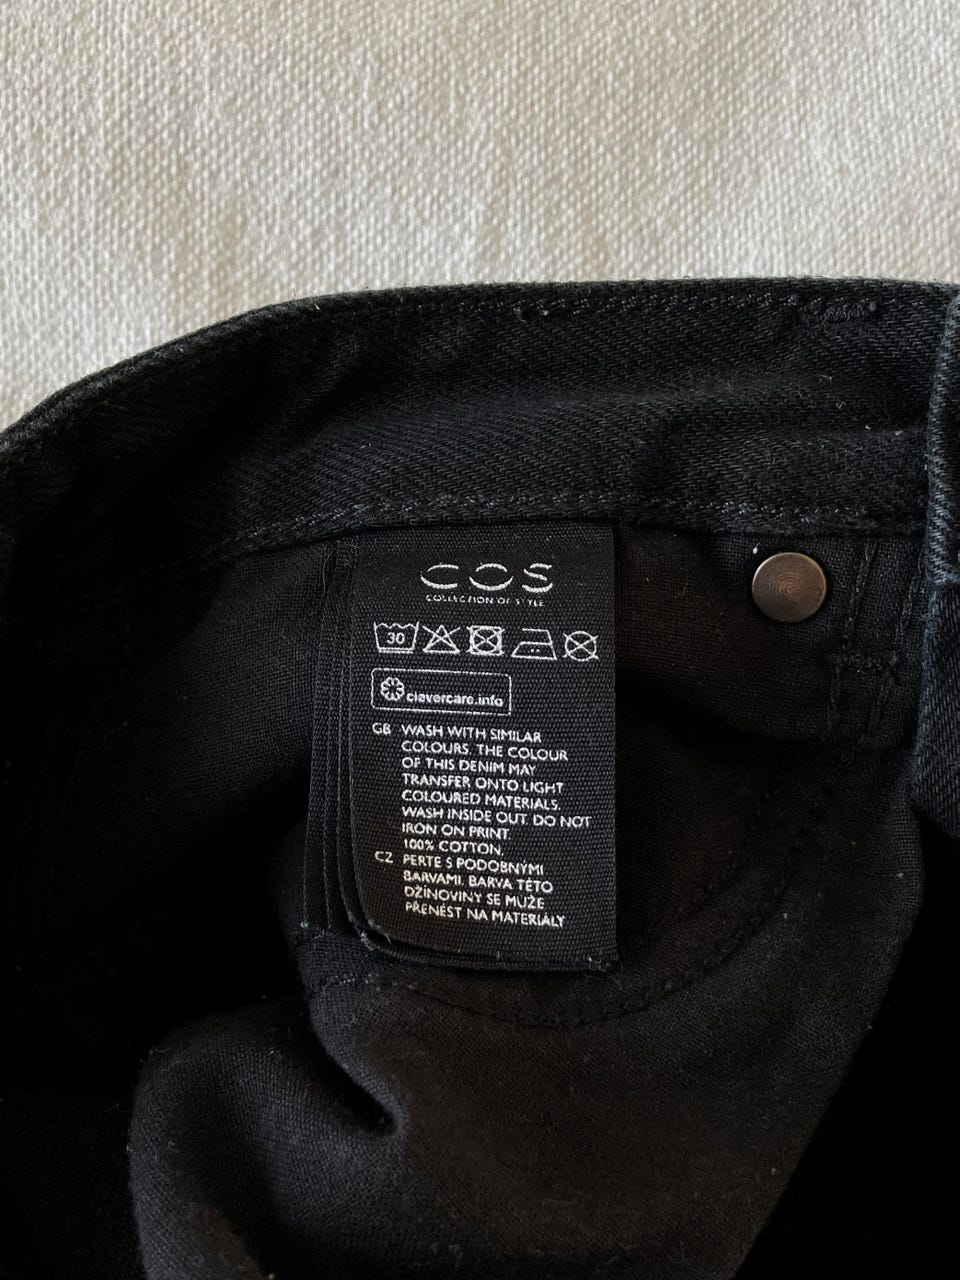 COS
COLLECTION OF STYLE
30
clevercare.info
GB WASH WITH SIMILAR
COLOURS. THE COLOUR
OF THIS DENIM MAY
TRANSFER ONTO LIGHT
COLOURED MATERIALS.
WASH INSIDE OUT. DO NOT
IRON ON PRINT.
100% COTTON.
CZ PERTE S PODOBNÝMI
BARVAMI. BARVA TÉTO
DŽÍNOVINY SE MŮŽE
PŘENÉST NA MATERIÁLY